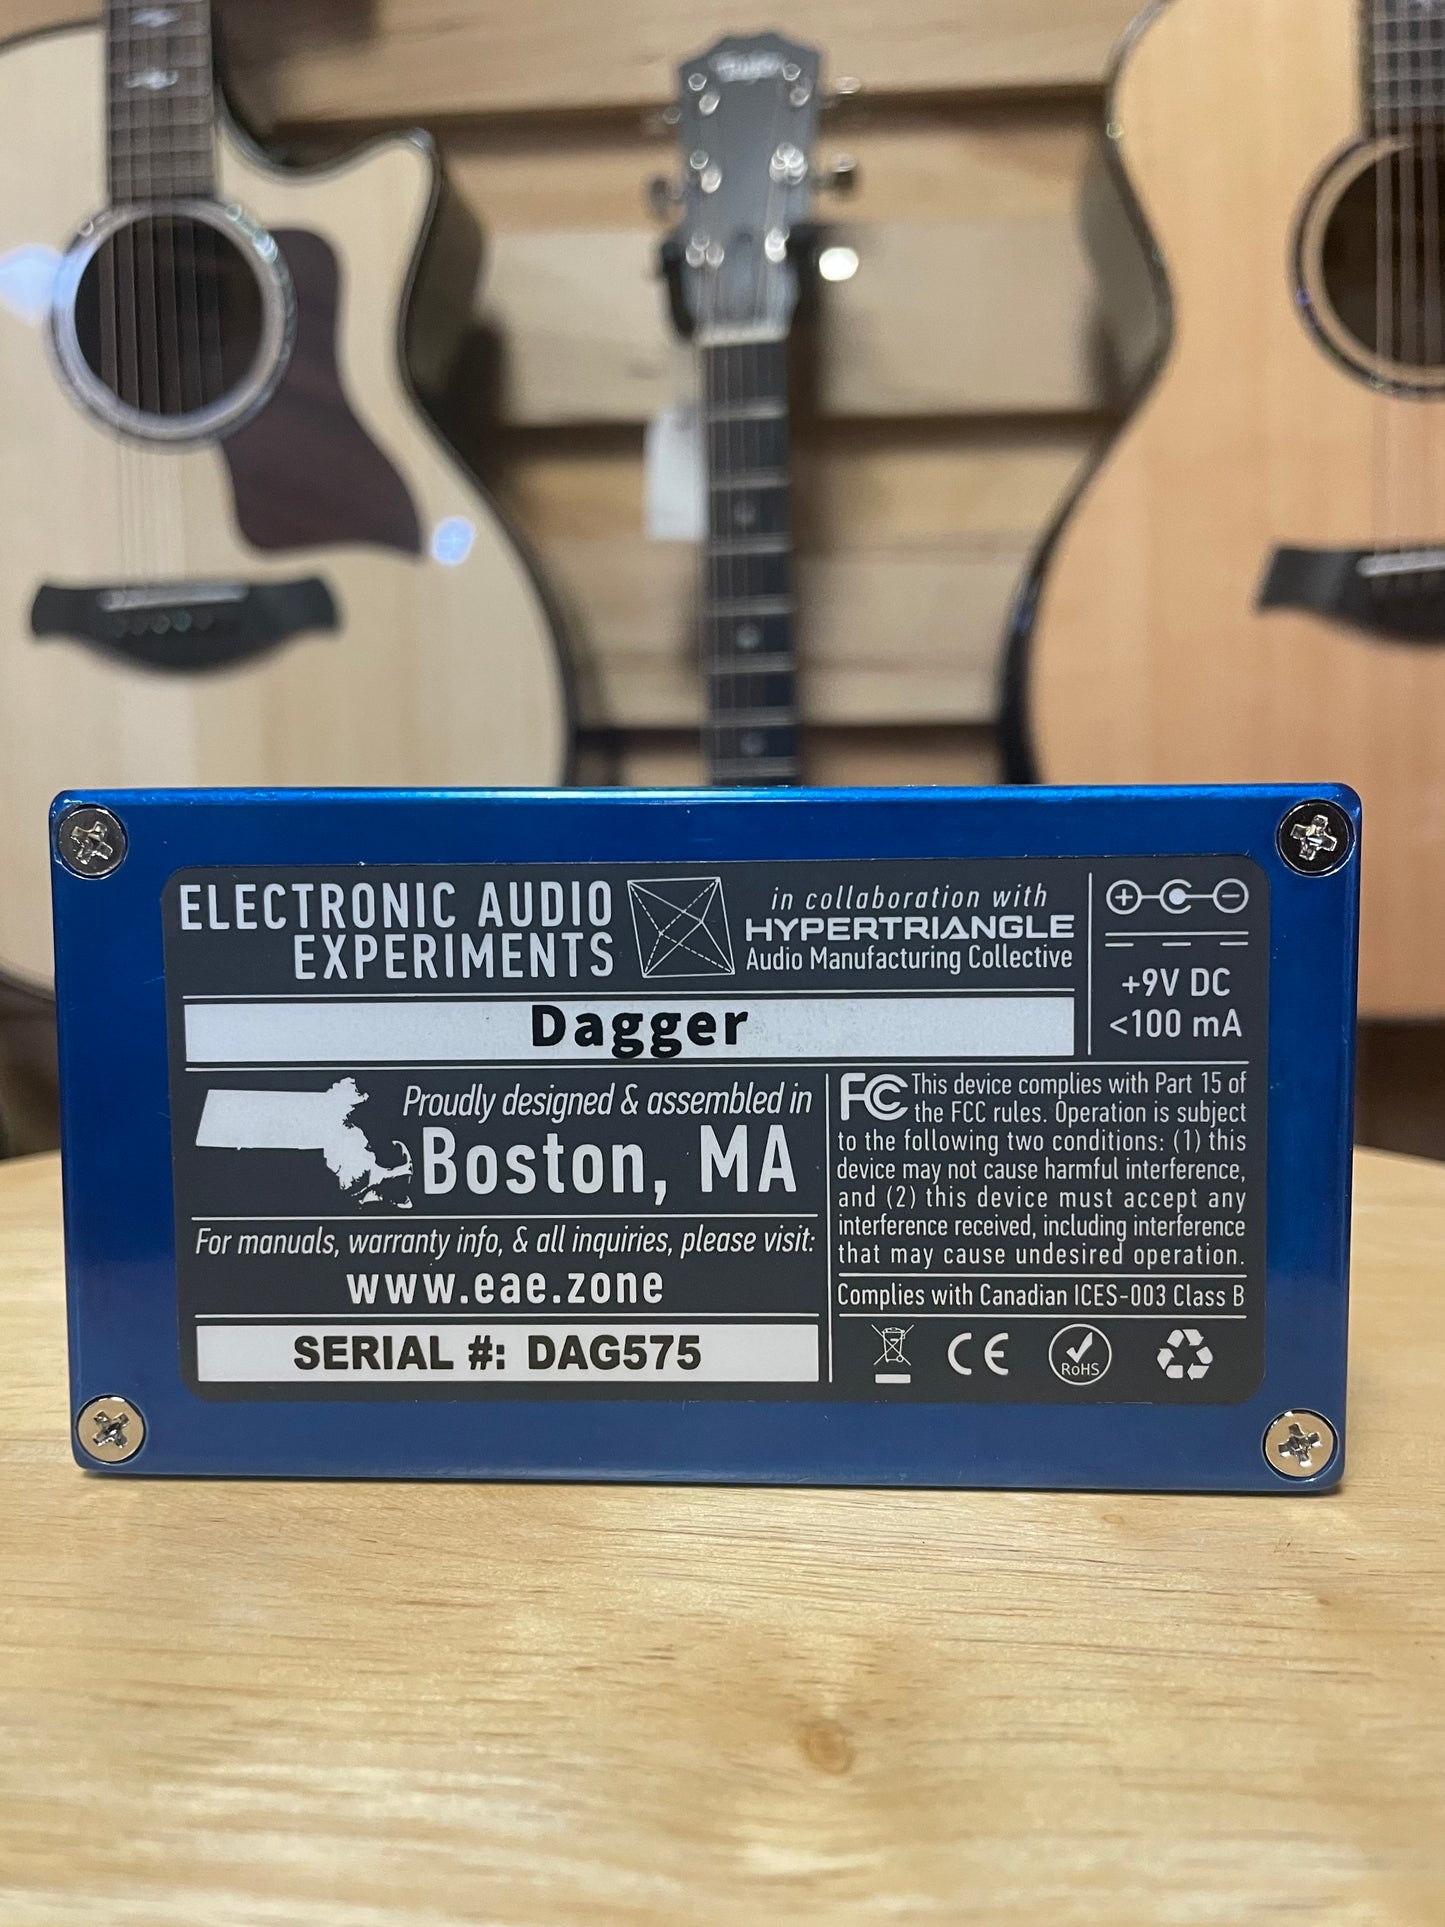 Taylor
ELECTRONIC AUDIO
EXPERIMENTS
in collaboration with
HYPERTRIANGLE
Audio Manufacturing Collective
+9V DC
<100 mA
Dagger
Proudly designed & assembled in
Boston, MA
For manuals, warranty info, & all inquiries, please visit:
www.eae.zone
SERIAL #: DAG575
FC This device complies with Part 15 of
the FCC rules. Operation is subject
to the following two conditions: (1) this
device may not cause harmful interference,
and (2) this device must accept any
interference received, including interference
that may cause undesired operation.
Complies with Canadian ICES-003 Class B
CE
RoHS